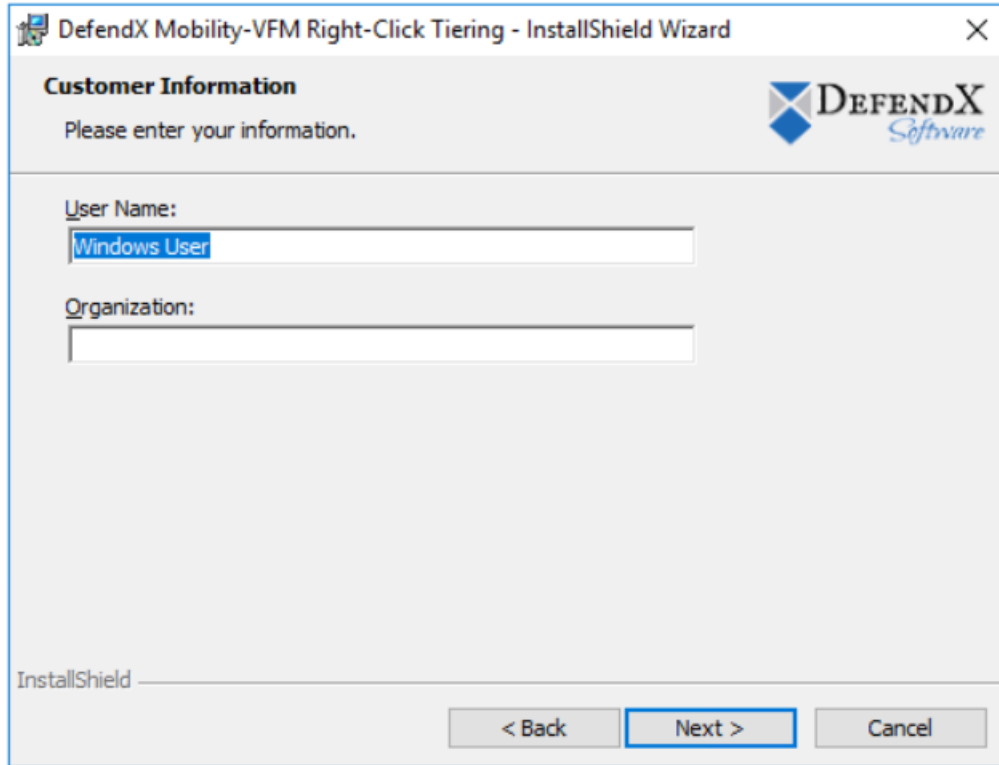 DefendX Mobility-VFM Right-Click Tiering - InstallShield Wizard
Customer Information
Please enter your information.
DEFENDX
Software
User Name:
Windows User
Organization:
InstallShield
< Back
Next >
Cancel